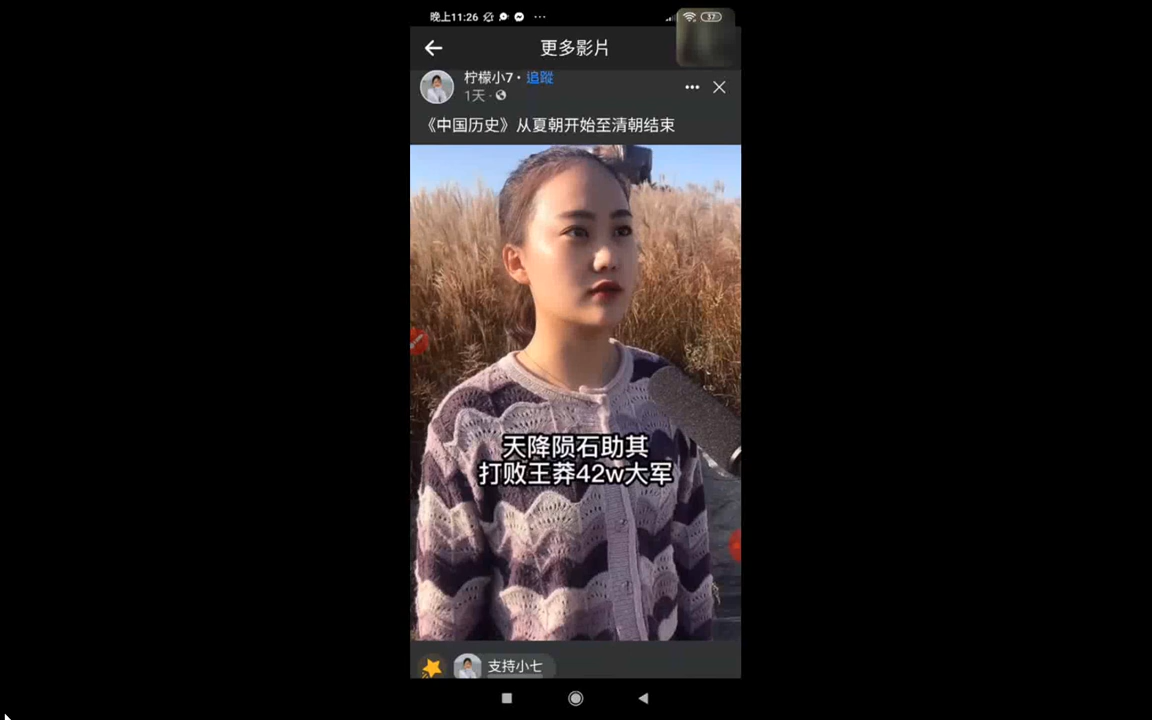 晚上11:26 ...
37
更多影片
柠檬小7 · 追蹤
1天 ·
《中国历史》从夏朝开始至清朝结束
天降陨石助其
打败王莽42w大军
支持小七